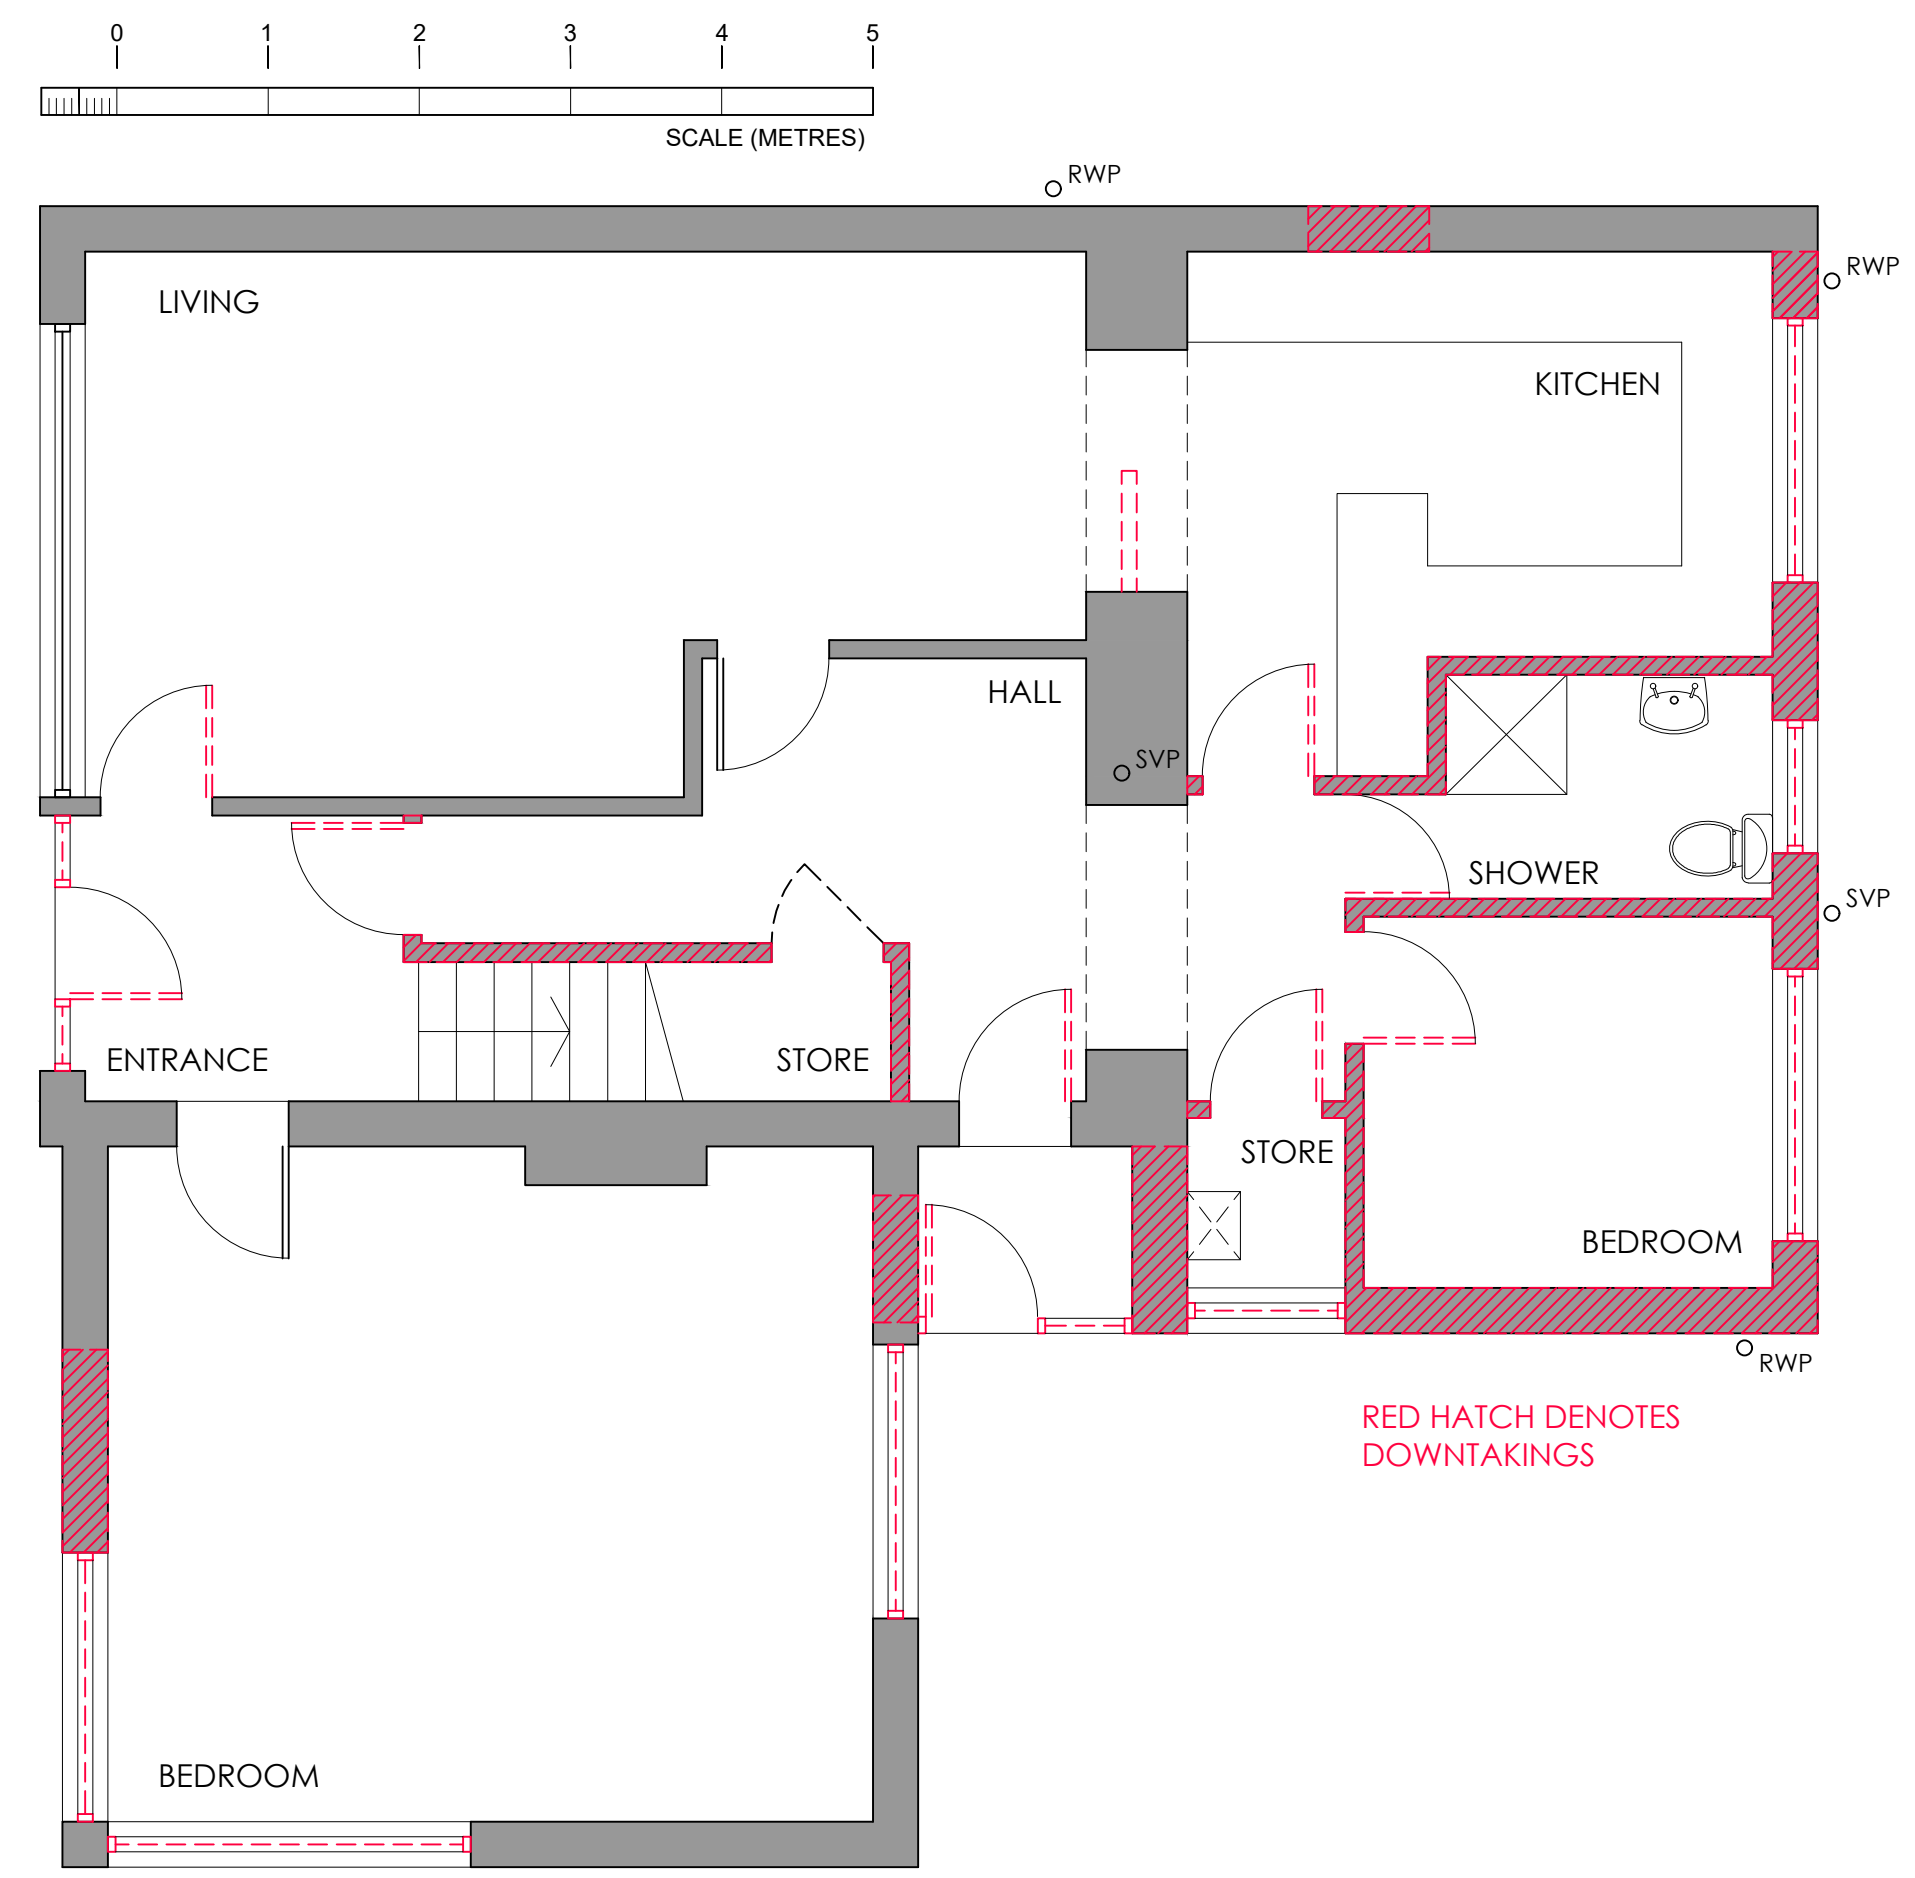 0 1 2 3 4 5
SCALE (METRES)
RWP
RWP
LIVING
KITCHEN
HALL
SVP
SHOWER
SVP
ENTRANCE
STORE
STORE
BEDROOM
RWP
RED HATCH DENOTES
DOWNTAKINGS
BEDROOM